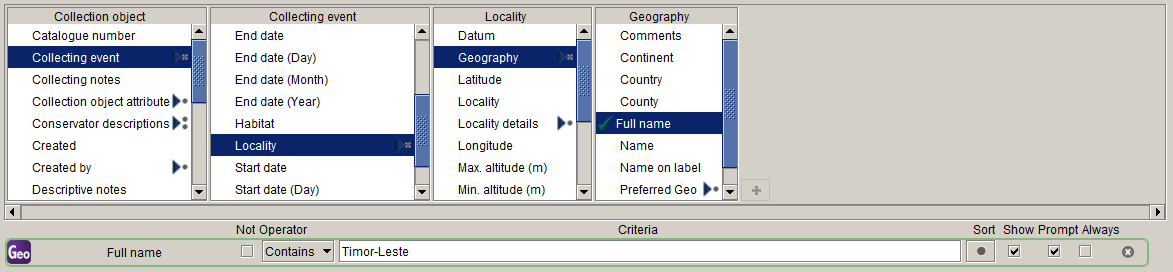 Collection object
Catalogue number
Collecting event
Collecting notes
Collection object attribute
Conservator descriptions
Created
Created by
Descriptive notes
Collecting event
End date
End date (Day)
End date (Month)
End date (Year)
Habitat
Locality
Start date
Start date (Day)
Locality
Datum
Geography
Latitude
Locality
Locality details
Longitude
Max. altitude (m)
Min. altitude (m)
Geography
Comments
Continent
Country
County
Full name
Name
Name on label
Preferred Geo
Not Operator Criteria Sort Show Prompt Always
Geo Full name Contains Timor-Leste